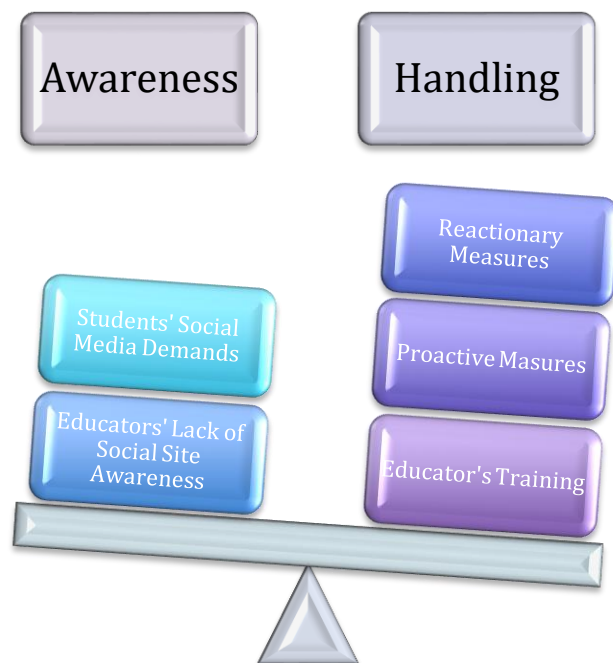 Awareness
Handling
Reactionary
Measures
Students' Social
Media Demands
Proactive Masures
Educators' Lack of
Social Site
Awareness
Educator's Training